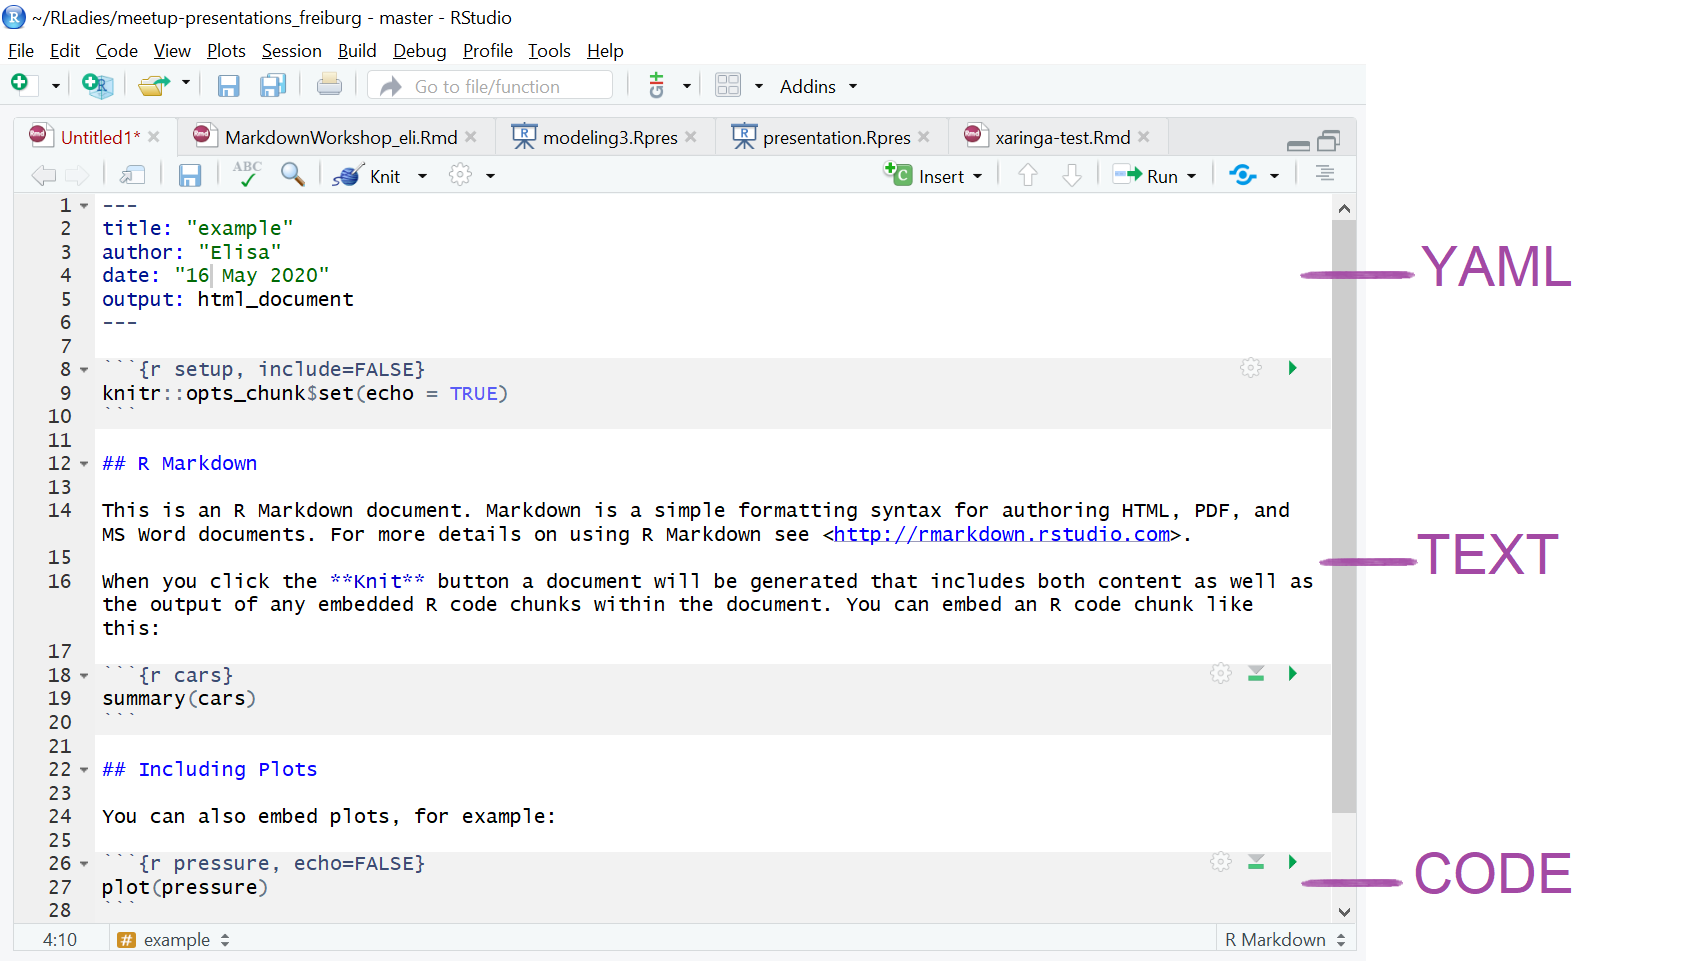 ~/RLadies/meetup-presentations_freiburg - master - RStudio
File Edit Code View Plots Session Build Debug Profile Tools Help
Go to file/function Git Addins
Untitled1* MarkdownWorkshop_eli.Rmd modeling3.Rpres presentation.Rpres xaringa-test.Rmd
ABC Knit Insert Run
1 ---
2 title: "example"
3 author: "Elisa"
4 date: "16 May 2020"
5 output: html_document
6 ---
7
8 ```{r setup, include=FALSE}
9 knitr::opts_chunk$set(echo = TRUE)
10 ```
11
12 ## R Markdown
13
14 This is an R Markdown document. Markdown is a simple formatting syntax for authoring HTML, PDF, and
MS Word documents. For more details on using R Markdown see <http://rmarkdown.rstudio.com>.
15
16 When you click the **Knit** button a document will be generated that includes both content as well as
the output of any embedded R code chunks within the document. You can embed an R code chunk like
this:
17
18 ```{r cars}
19 summary(cars)
20 ```
21
22 ## Including Plots
23
24 You can also embed plots, for example:
25
26 ```{r pressure, echo=FALSE}
27 plot(pressure)
28 ```
4:10 # example R Markdown
YAML
TEXT
CODE